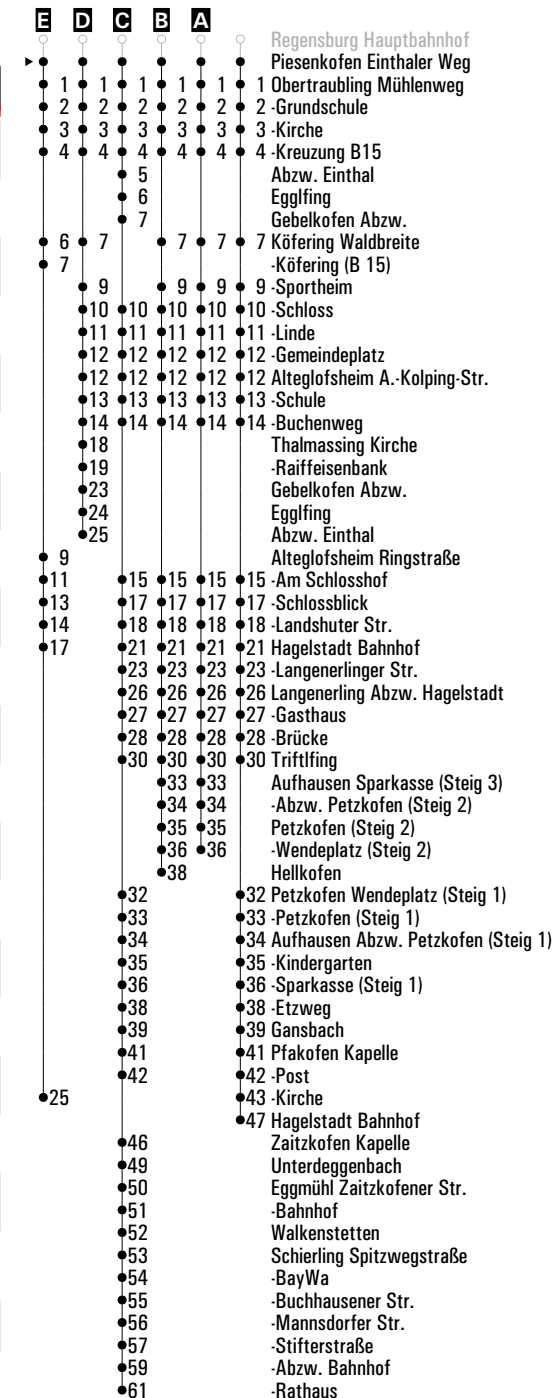 E D C B A
Regensburg Hauptbahnhof
Piesenkofen Einthaler Weg
1 1 1 1 1 1 Obertraubling Mühlenweg
2 2 2 2 2 2 -Grundschule
3 3 3 3 3 3 -Kirche
4 4 4 4 4 4 -Kreuzung B15
5 Abzw. Einthal
6 Egglfing
7 Gebelkofen Abzw.
6 7 7 7 7 Köfering Waldbreite
7 -Köfering (B 15)
9 9 9 9 -Sportheim
10 10 10 10 10 -Schloss
11 11 11 11 11 -Linde
12 12 12 12 12 -Gemeindeplatz
12 12 12 12 12 Alteglofsheim A.-Kolping-Str.
13 13 13 13 13 -Schule
14 14 14 14 14 -Buchenweg
18 Thalmassing Kirche
19 -Raiffeisenbank
23 Gebelkofen Abzw.
24 Egglfing
25 Abzw. Einthal
9 Alteglofsheim Ringstraße
11 15 15 15 15 -Am Schlosshof
13 17 17 17 17 -Schlossblick
14 18 18 18 18 -Landshuter Str.
17 21 21 21 21 Hagelstadt Bahnhof
23 23 23 23 -Langenerlinger Str.
26 26 26 26 Langenerling Abzw. Hagelstadt
27 27 27 27 -Gasthaus
28 28 28 28 -Brücke
30 30 30 30 Triftlfing
33 33 Aufhausen Sparkasse (Steig 3)
34 34 -Abzw. Petzkofen (Steig 2)
35 35 Petzkofen (Steig 2)
36 36 -Wendeplatz (Steig 2)
38 Hellkofen
32 32 Petzkofen Wendeplatz (Steig 1)
33 33 -Petzkofen (Steig 1)
34 34 Aufhausen Abzw. Petzkofen (Steig 1)
35 35 -Kindergarten
36 36 -Sparkasse (Steig 1)
38 38 -Etzweg
39 39 Gansbach
41 41 Pfakofen Kapelle
42 42 -Post
25 43 -Kirche
47 Hagelstadt Bahnhof
46 Zaitzkofen Kapelle
49 Unterdeggenbach
50 Eggmühl Zaitzkofener Str.
51 -Bahnhof
52 Walkenstetten
53 Schierling Spitzwegstraße
54 -BayWa
55 -Buchhausener Str.
56 -Mannsdorfer Str.
57 -Stifterstraße
59 -Abzw. Bahnhof
61 -Rathaus